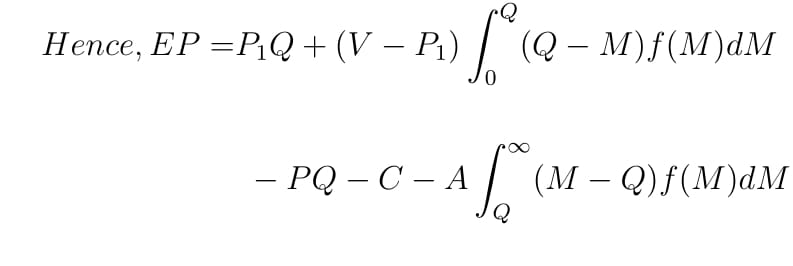 Hence, EP =P₁Q + (V − P₁) ∫₀^Q (Q − M)f(M)dM
− PQ − C − A ∫_Q^∞ (M − Q)f(M)dM